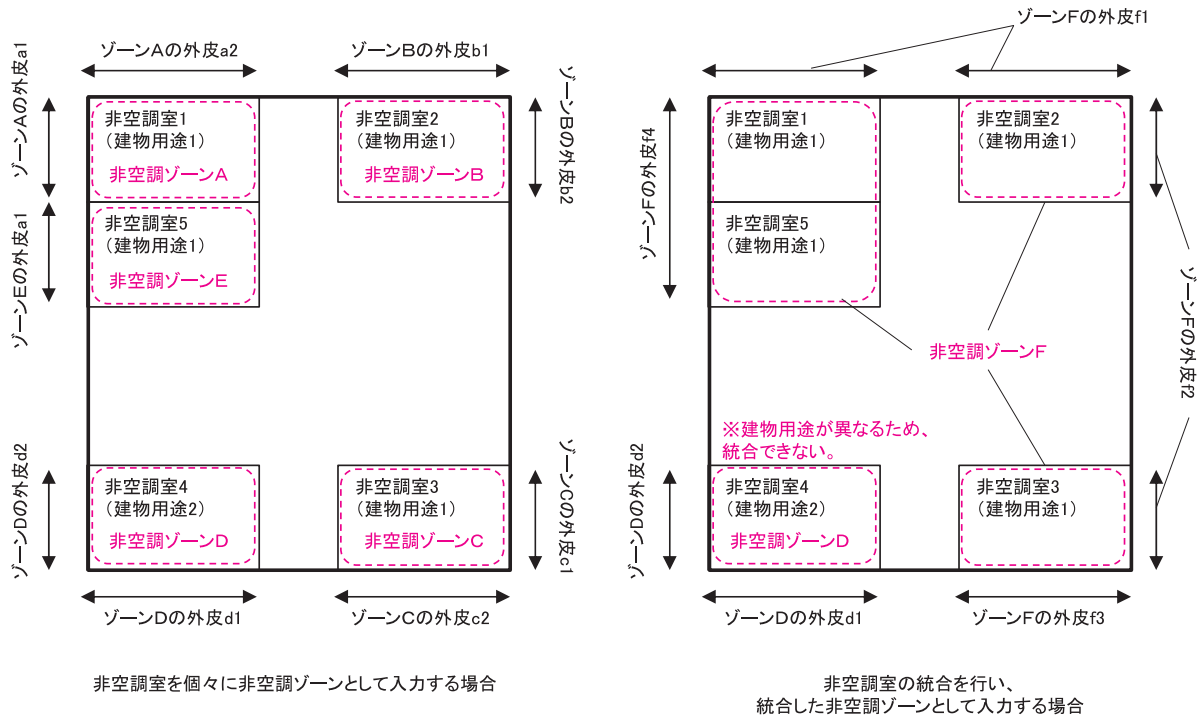 ゾーンAの外皮a2
ゾーンBの外皮b1
ゾーンAの外皮a1
ゾーンBの外皮b2
非空調室1
(建物用途1)
非空調ゾーンA
非空調室2
(建物用途1)
非空調ゾーンB
ゾーンEの外皮a1
非空調室5
(建物用途1)
非空調ゾーンE
ゾーンDの外皮d2
非空調室4
(建物用途2)
非空調ゾーンD
非空調室3
(建物用途1)
非空調ゾーンC
ゾーンCの外皮c1
ゾーンDの外皮d1
ゾーンCの外皮c2
非空調室を個々に非空調ゾーンとして入力する場合
ゾーンFの外皮f1
ゾーンFの外皮f4
非空調室1
(建物用途1)
非空調室2
(建物用途1)
非空調室5
(建物用途1)
ゾーンFの外皮f2
非空調ゾーンF
※建物用途が異なるため、
統合できない。
ゾーンDの外皮d2
非空調室4
(建物用途2)
非空調ゾーンD
非空調室3
(建物用途1)
ゾーンDの外皮d1
ゾーンFの外皮f3
非空調室の統合を行い、
統合した非空調ゾーンとして入力する場合